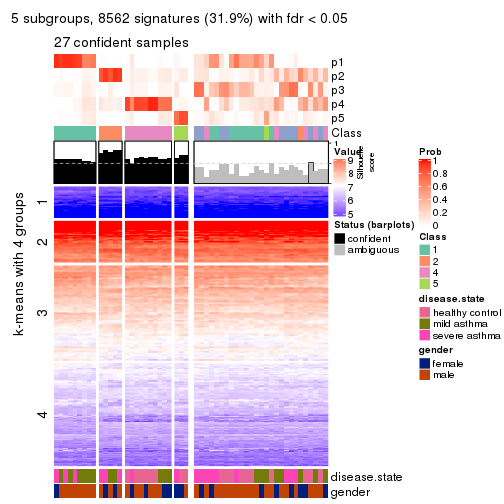 5 subgroups, 8562 signatures (31.9%) with fdr < 0.05
27 confident samples
p1
p2
p3
p4
p5
Class
1
Silhouette
score
k-means with 4 groups
1
2
3
4
disease.state
gender
Value
9
8
7
6
5
Status (barplots)
confident
ambiguous
Prob
1
0.8
0.6
0.4
0.2
0
Class
1
2
4
5
disease.state
healthy control
mild asthma
severe asthma
gender
female
male